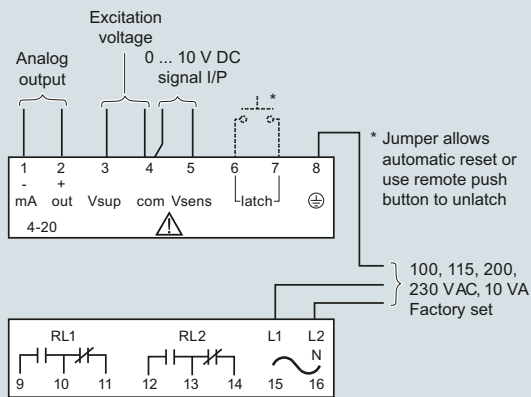 Excitation
voltage
Analog
output
0 ... 10 V DC
signal I/P
*
* Jumper allows
automatic reset or
use remote push
button to unlatch
1 2 3 4 5 6 7 8
- +
mA out Vsup com Vsens latch
4-20
100, 115, 200,
230 VAC, 10 VA
Factory set
RL1 RL2 L1 L2
N
9 10 11 12 13 14 15 16